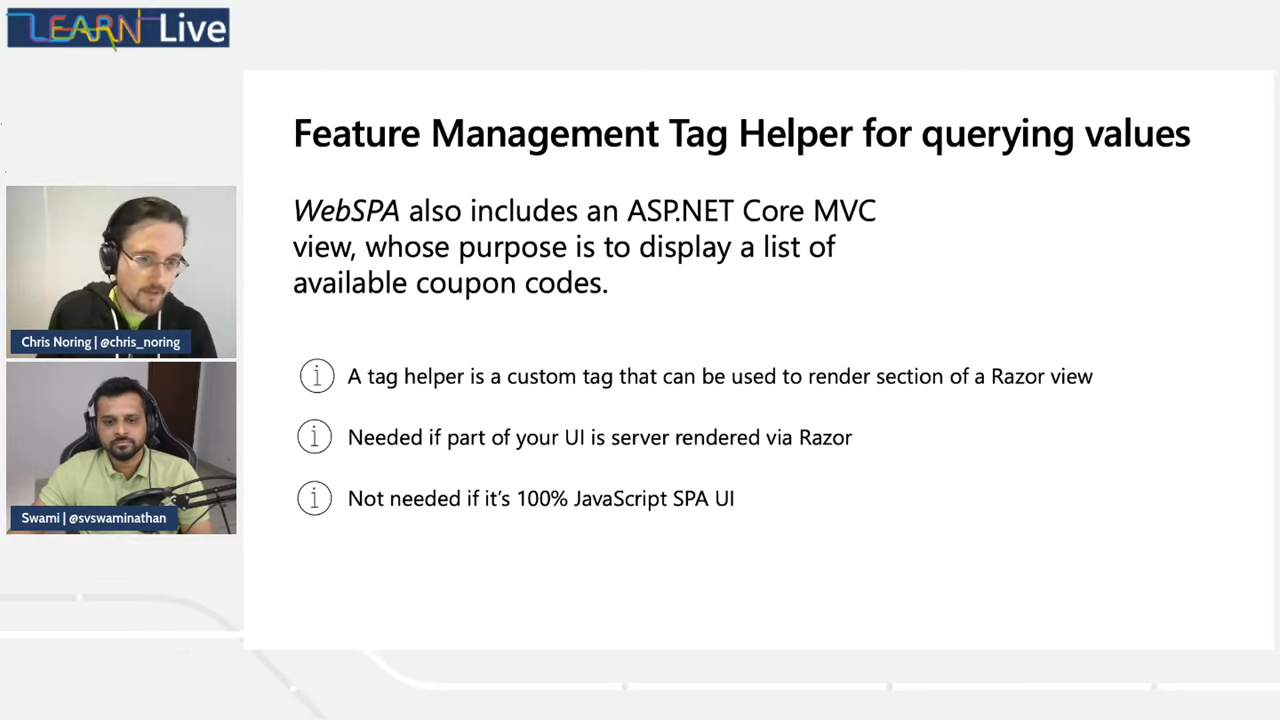 LEARN Live
Feature Management Tag Helper for querying values
WebSPA also includes an ASP.NET Core MVC
view, whose purpose is to display a list of
available coupon codes.
A tag helper is a custom tag that can be used to render section of a Razor view
Needed if part of your UI is server rendered via Razor
Not needed if it's 100% JavaScript SPA UI
Chris Noring | @chris_noring
Swami | @svswaminathan